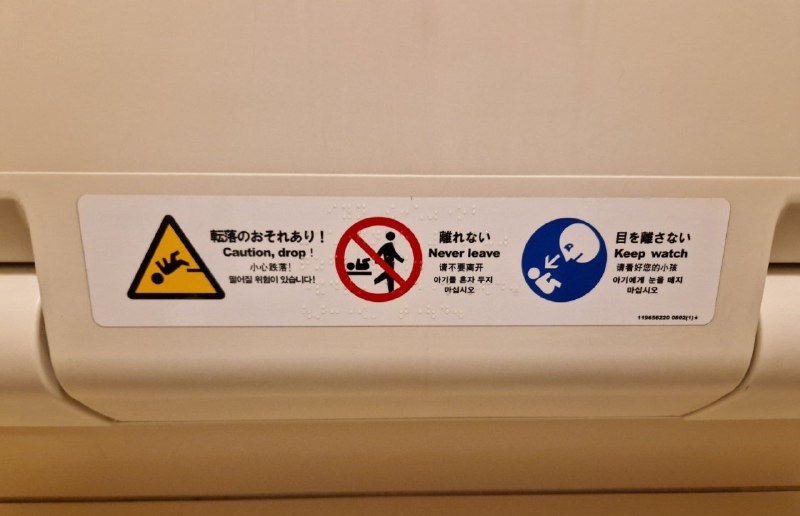 転落のおそれあり!
Caution, drop !
小心跌落!
떨어질 위험이 있습니다!
離れない
Never leave
请不要离开
아기를 혼자 두지
마십시오
目を離さない
Keep watch
请看好您的小孩
아기에게 눈을 떼지
마십시오